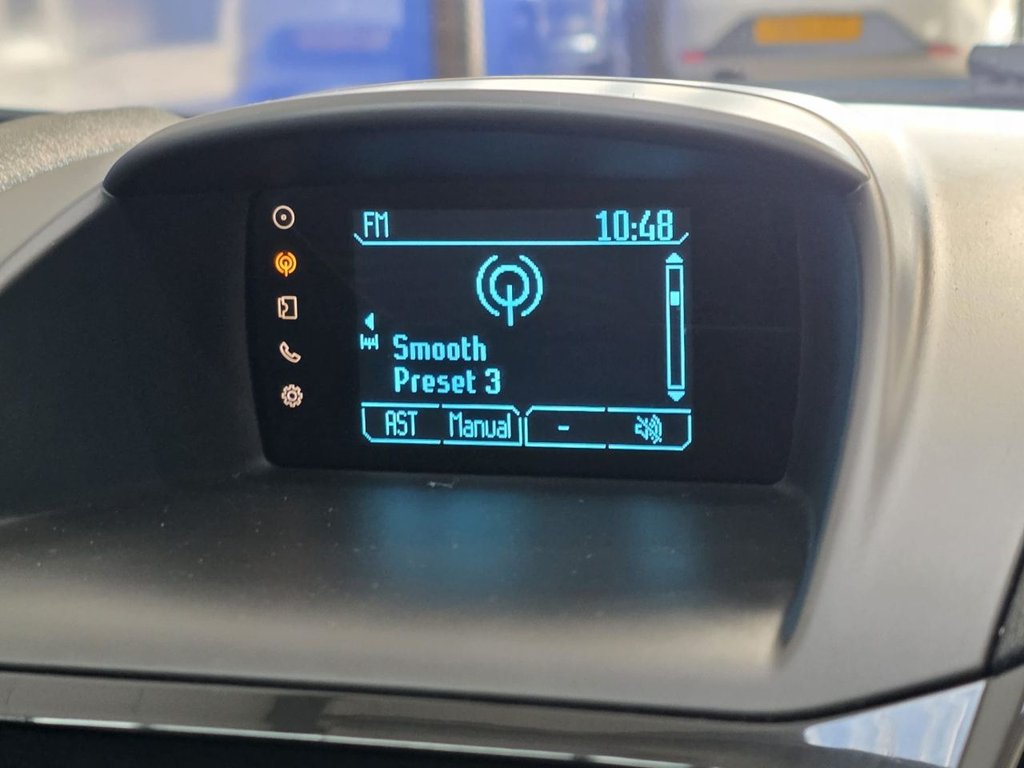 FM 10:48
Smooth
Preset 3
AST Manual -